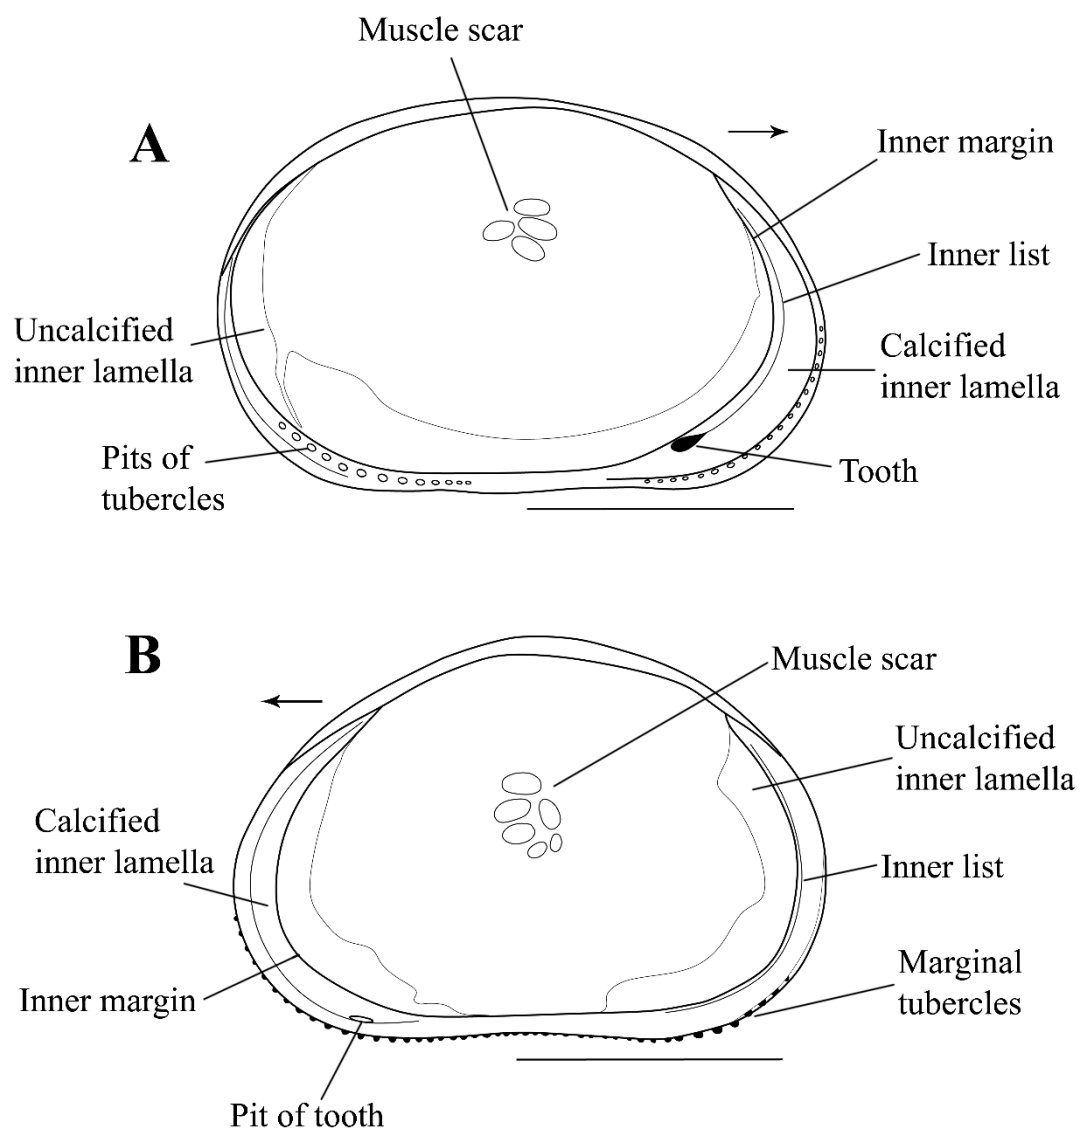 Muscle scar
A
Inner margin
Inner list
Uncalcified
inner lamella
Calcified
inner lamella
Pits of
tubercles
Tooth
B
Muscle scar
Uncalcified
inner lamella
Calcified
inner lamella
Inner list
Marginal
tubercles
Inner margin
Pit of tooth